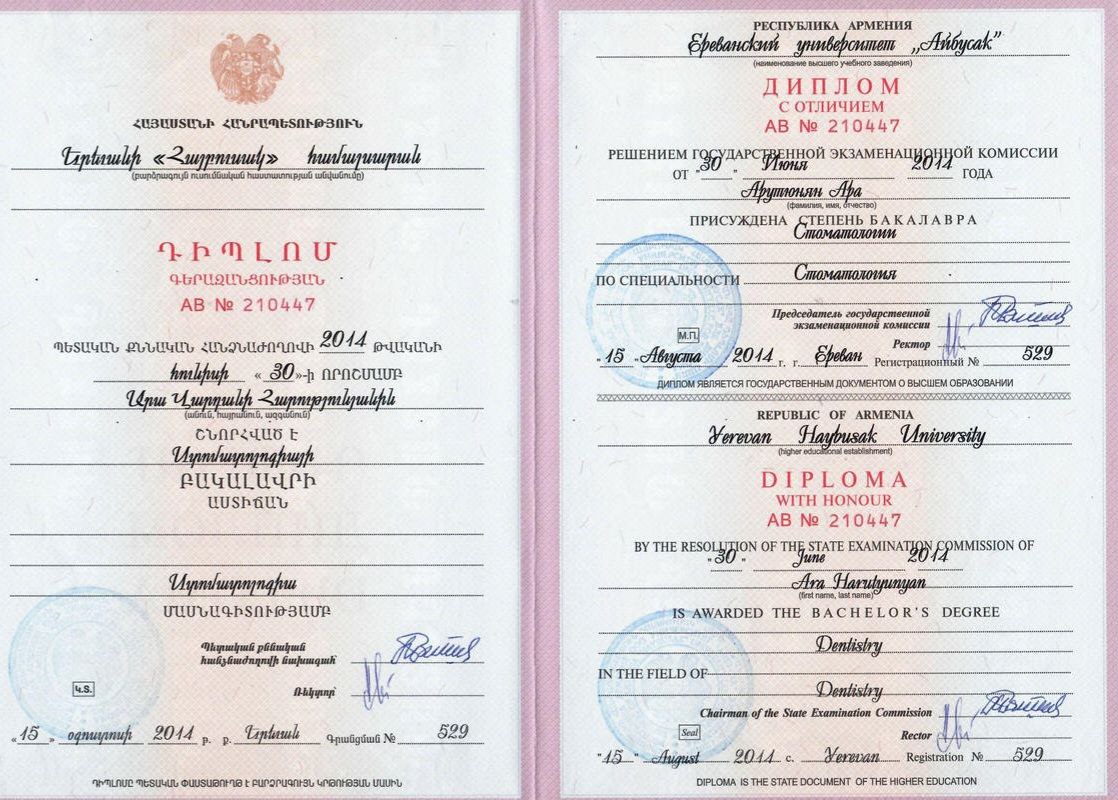 ՀԱՅԱՍՏԱՆԻ ՀԱՆՐԱՊԵՏՈՒԹՅՈՒՆ
Երևանի «Հայբուսակ» համալսարան
(բարձրագույն ուսումնական հաստատության անվանումը)
ԴԻՊԼՈՄ
ԳԵՐԱԶԱՆՑՈՒԹՅԱՆ
AB № 210447
ՊԵՏԱԿԱՆ ՔՆՆԱԿԱՆ ՀԱՆՁՆԱԺՈՂՈՎԻ 2014 ԹՎԱԿԱՆԻ
հունիսի « 30 »-ի ՈՐՈՇՄԱՄԲ
Արա Վարդանի Հարությունյանին
(անուն, հայրանուն, ազգանուն)
ՇՆՈՐՀՎԱԾ Է
Ստոմատոլոգիայի
ԲԱԿԱԼԱՎՐԻ
ԱՍՏԻՃԱՆ
Ստոմատոլոգիա
ՄԱՍՆԱԳԻՏՈՒԹՅԱՄԲ
Պետական քննական
հանձնաժողովի նախագահ
Ռեկտոր
Կ.Տ.
« 15 » օգոստոսի 2014 թ. ք. Երևան Գրանցման № 529
ԴԻՊԼՈՄԸ ՊԵՏԱԿԱՆ ՓԱՍՏԱԹՈՒՂԹ Է ԲԱՐՁՐԱԳՈՒՅՆ ԿՐԹՈՒԹՅԱՆ ՄԱՍԻՆ
РЕСПУБЛИКА АРМЕНИЯ
Ереванский университет „Айбусак”
(наименование высшего учебного заведения)
ДИПЛОМ
С ОТЛИЧИЕМ
AB № 210447
РЕШЕНИЕМ ГОСУДАРСТВЕННОЙ ЭКЗАМЕНАЦИОННОЙ КОМИССИИ
ОТ "30" Июня 2014 ГОДА
Арутюнян Ара
(фамилия, имя, отчество)
ПРИСУЖДЕНА СТЕПЕНЬ БАКАЛАВРА
Стоматологии
ПО СПЕЦИАЛЬНОСТИ Стоматология
Председатель государственной
экзаменационной комиссии
Ректор
М.П.
"15" Августа 2014 г. г. Ереван Регистрационный № 529
ДИПЛОМ ЯВЛЯЕТСЯ ГОСУДАРСТВЕННЫМ ДОКУМЕНТОМ О ВЫСШЕМ ОБРАЗОВАНИИ
REPUBLIC OF ARMENIA
Yerevan Haybusak University
(higher educational establishment)
DIPLOMA
WITH HONOUR
AB № 210447
BY THE RESOLUTION OF THE STATE EXAMINATION COMMISSION OF
"30" June 2014
Ara Harutyunyan
(first name, last name)
IS AWARDED THE BACHELOR'S DEGREE
Dentistry
IN THE FIELD OF
Dentistry
Chairman of the State Examination Commission
Rector
Seal
"15" August 2014 c. Yerevan Registration № 529
DIPLOMA IS THE STATE DOCUMENT OF THE HIGHER EDUCATION